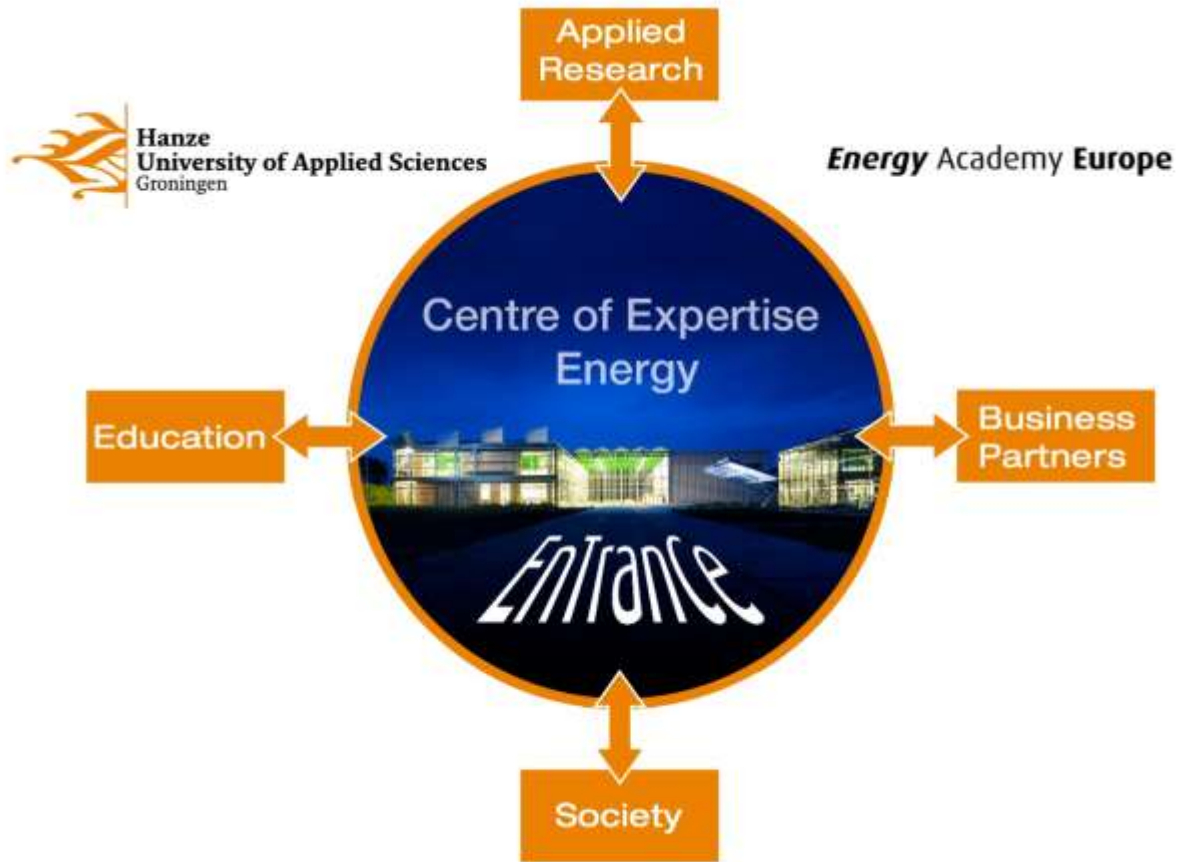 Applied
Research
Hanze
University of Applied Sciences
Groningen
Energy Academy Europe
Centre of Expertise
Energy
Education
Business
Partners
EnTranCe
Society